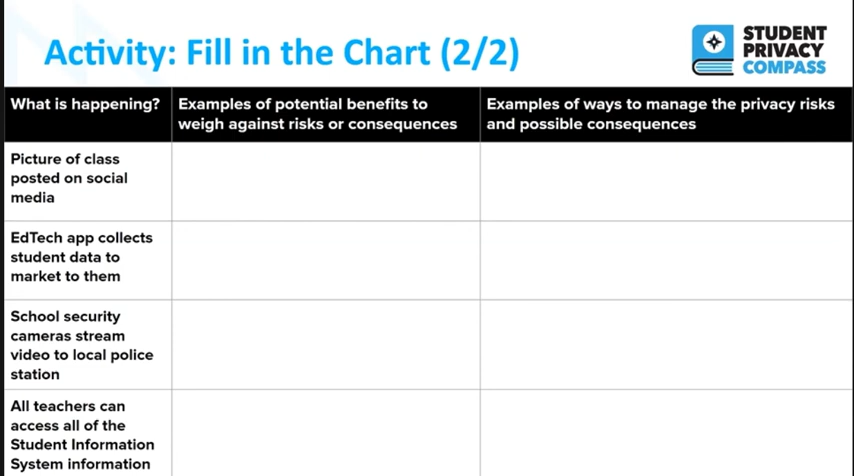 Activity: Fill in the Chart (2/2)
STUDENT
PRIVACY
COMPASS
What is happening?
Examples of potential benefits to
weigh against risks or consequences
Examples of ways to manage the privacy risks
and possible consequences
Picture of class
posted on social
media
EdTech app collects
student data to
market to them
School security
cameras stream
video to local police
station
All teachers can
access all of the
Student Information
System information